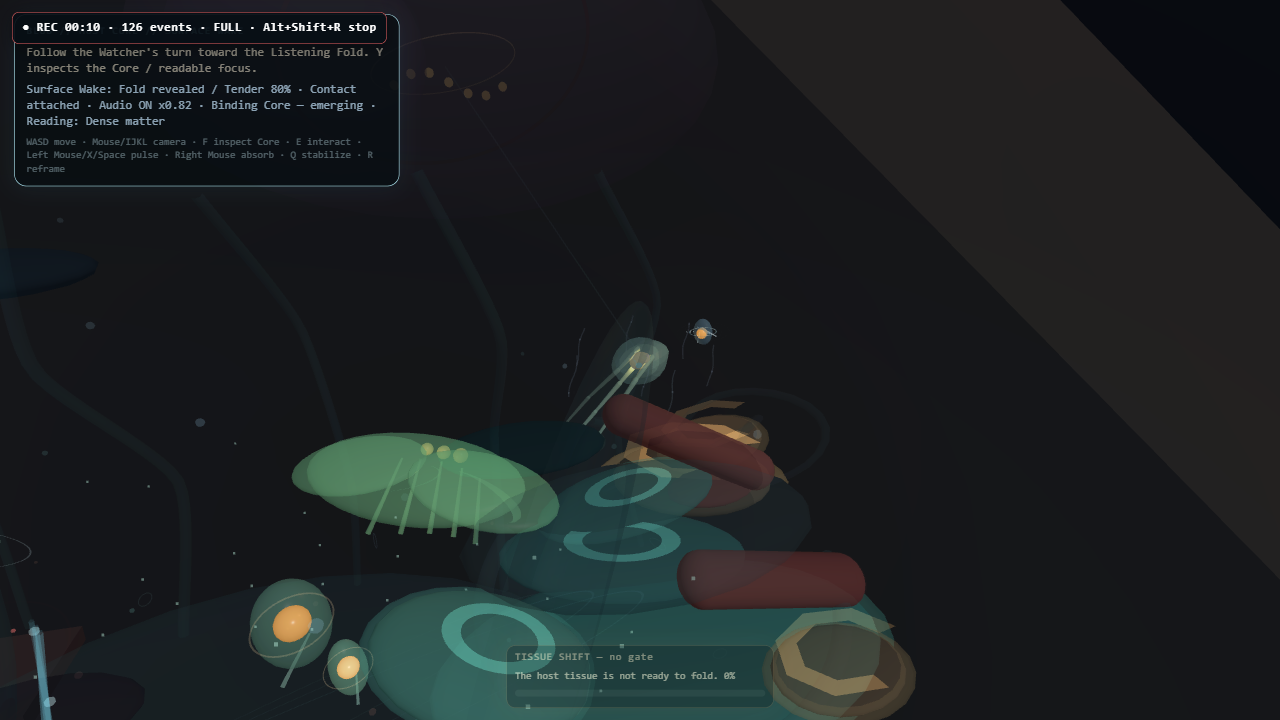 ● REC 00:10 · 126 events · FULL · Alt+Shift+R stop
Follow the Watcher's turn toward the Listening Fold. Y
inspects the Core / readable focus.
Surface Wake: Fold revealed / Tender 80% · Contact
attached · Audio ON x0.82 · Binding Core — emerging ·
Reading: Dense matter
WASD move · Mouse/IJKL camera · F inspect Core · E interact ·
Left Mouse/X/Space pulse · Right Mouse absorb · Q stabilize · R
reframe
TISSUE SHIFT — no gate
The host tissue is not ready to fold. 0%